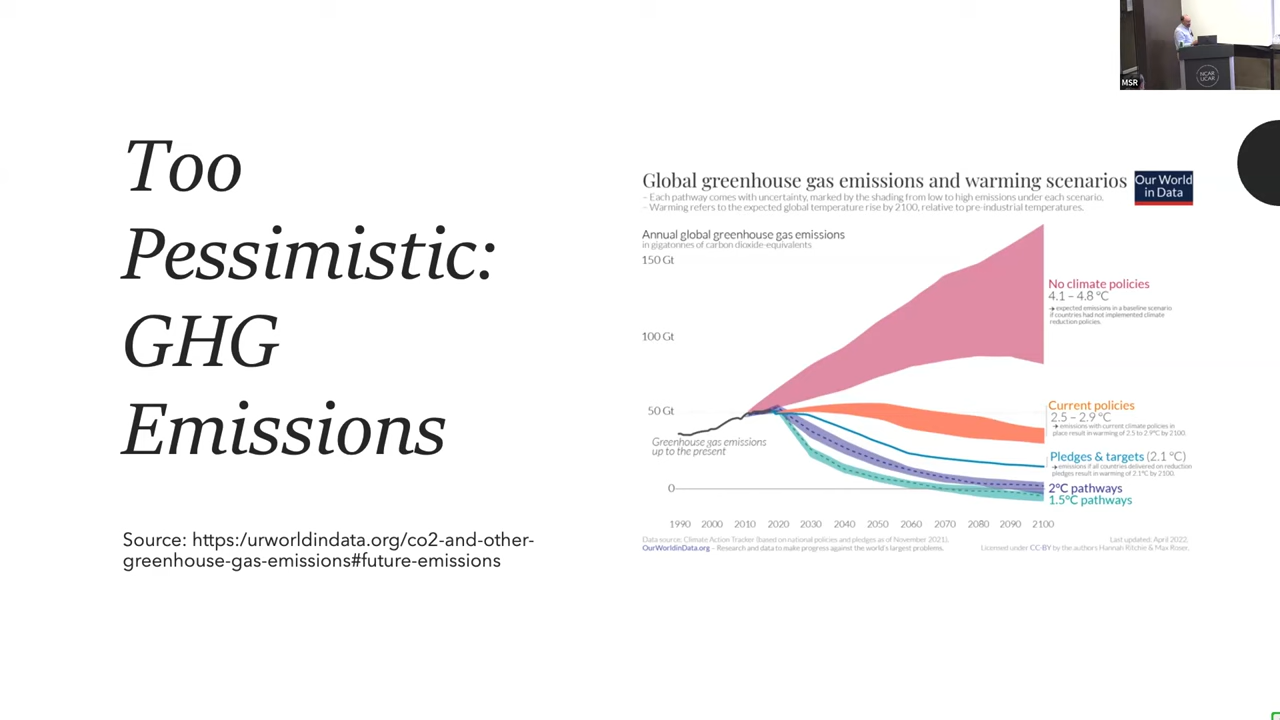 MSR
NCAR
UCAR
Too
Pessimistic:
GHG
Emissions
Source: https:/urworldindata.org/co2-and-other-
greenhouse-gas-emissions#future-emissions
Global greenhouse gas emissions and warming scenarios
– Each pathway comes with uncertainty, marked by the shading from low to high emissions under each scenario.
– Warming refers to the expected global temperature rise by 2100, relative to pre-industrial temperatures.
Our World
in Data
Annual global greenhouse gas emissions
in gigatonnes of carbon dioxide-equivalents
150 Gt
100 Gt
50 Gt
0
Greenhouse gas emissions
up to the present
No climate policies
4.1 – 4.8 °C
→ expected emissions in a baseline scenario
if countries had not implemented climate
reduction policies.
Current policies
2.5 – 2.9 °C
→ emissions with current climate policies in
place result in warming of 2.5 to 2.9°C by 2100.
Pledges & targets (2.1 °C)
→ emissions if all countries delivered on reduction
pledges result in warming of 2.1°C by 2100.
2°C pathways
1.5°C pathways
1990 2000 2010 2020 2030 2040 2050 2060 2070 2080 2090 2100
Data source: Climate Action Tracker (based on national policies and pledges as of November 2021).
Last updated: April 2022.
OurWorldinData.org – Research and data to make progress against the world's largest problems.
Licensed under CC-BY by the authors Hannah Ritchie & Max Roser.